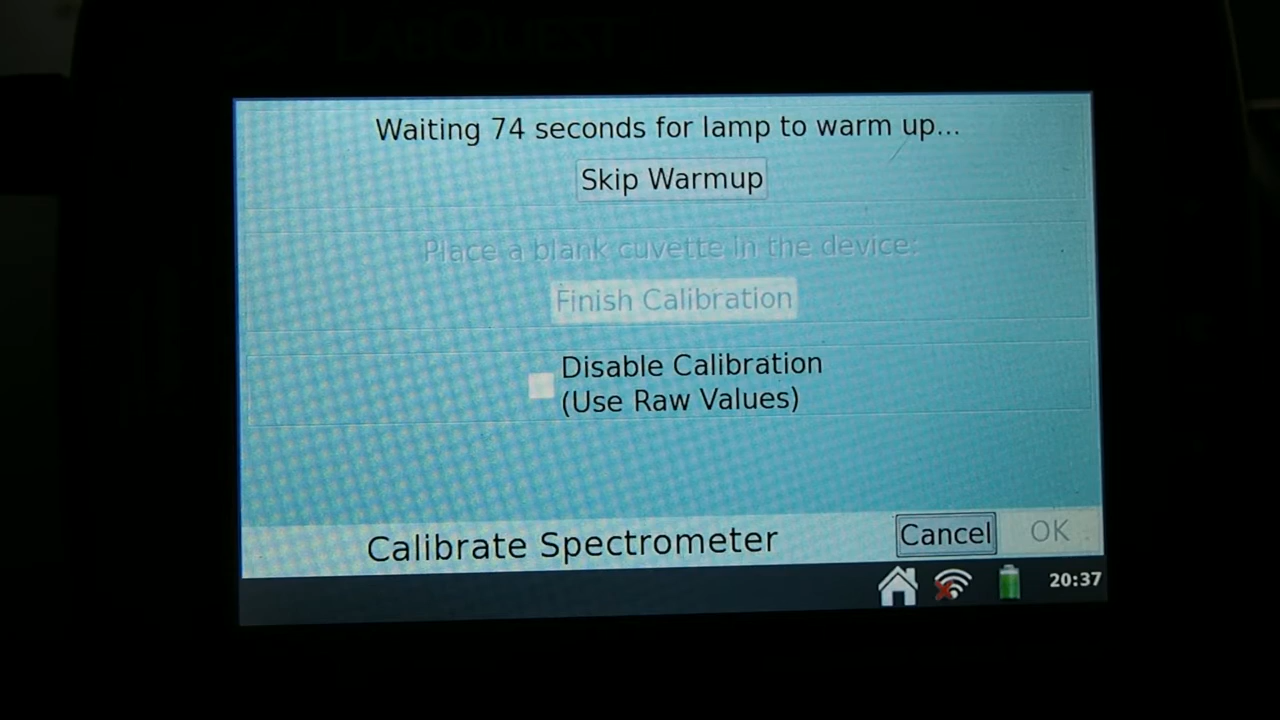 LABQUEST
Waiting 74 seconds for lamp to warm up...
Skip Warmup
Place a blank cuvette in the device:
Finish Calibration
Disable Calibration
(Use Raw Values)
Calibrate Spectrometer
Cancel
OK
20:37